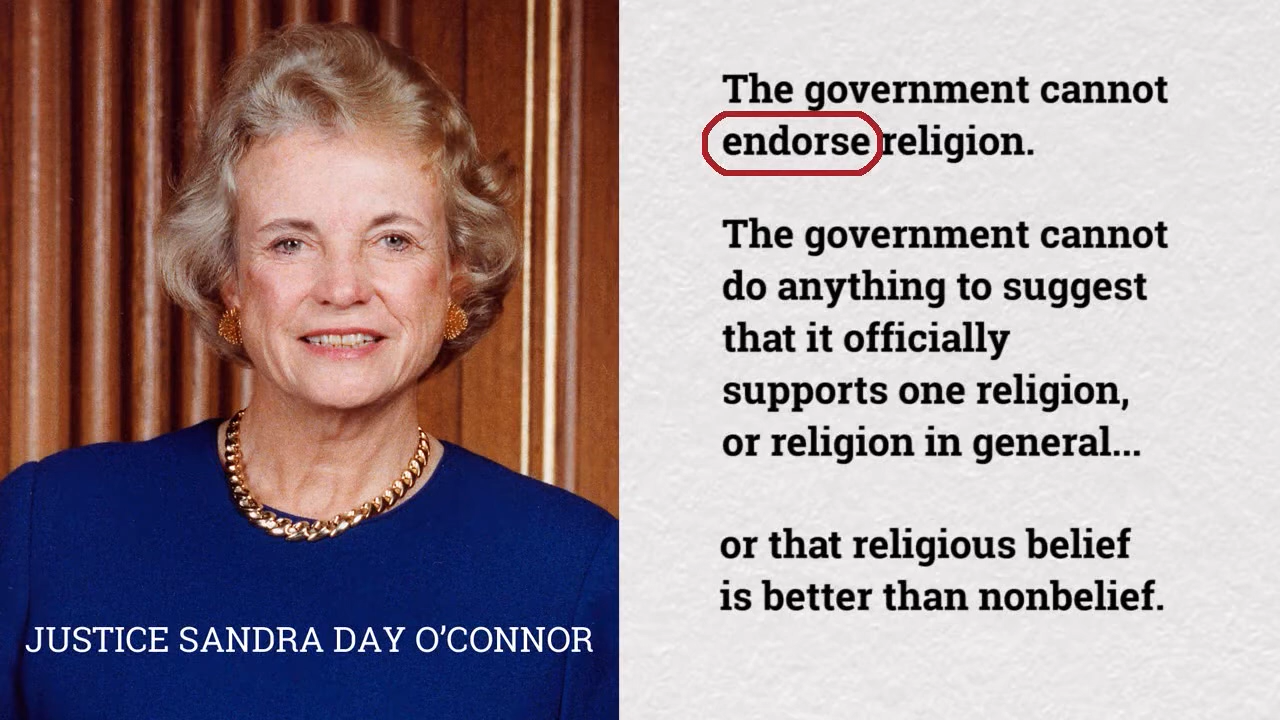 JUSTICE SANDRA DAY O’CONNOR
The government cannot
endorse religion.
The government cannot
do anything to suggest
that it officially
supports one religion,
or religion in general...
or that religious belief
is better than nonbelief.